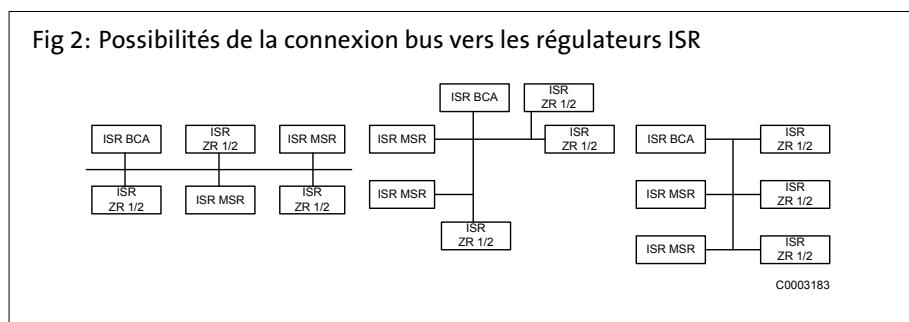 Fig 2: Possibilités de la connexion bus vers les régulateurs ISR
ISR BCA
ISR
ZR 1/2
ISR MSR
ISR
ZR 1/2
ISR MSR
ISR
ZR 1/2
ISR BCA
ISR
ZR 1/2
ISR MSR
ISR
ZR 1/2
ISR MSR
ISR
ZR 1/2
ISR BCA
ISR
ZR 1/2
ISR MSR
ISR
ZR 1/2
ISR MSR
ISR
ZR 1/2
C0003183